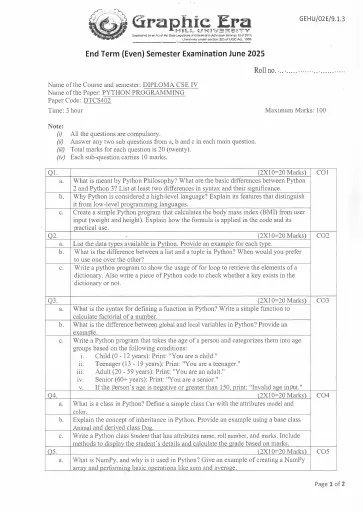 GEHU/02E/9.1.3
Graphic Era
HILL UNIVERSITY
End Term (Even) Semester Examination June 2025
Roll no.
Name of the Course and semester: DIPLOMA CSE IV
Name of the Paper: PYTHON PROGRAMMING
Paper Code: DTCS402
Time: 3 hour Maximum Marks: 100
Note:
(i) All the questions are compulsory.
(ii) Answer any two sub questions from a, b and c in each main question.
(iii) Total marks for each question is 20 (twenty).
(iv) Each sub-question carries 10 marks.
Q1. (2X10=20 Marks) CO1
a. What is meant by Python Philosophy? What are the basic differences between Python
2 and Python 3? List at least two differences in syntax and their significance.
b. Why Python is considered a high-level language? Explain its features that distinguish
it from low-level programming languages.
c. Create a simple Python program that calculates the body mass index (BMI) from user
input (weight and height). Explain how the formula is applied in the code and its
practical use.
Q2. (2X10=20 Marks) CO2
a. List the data types available in Python. Provide an example for each type.
b. What is the difference between a list and a tuple in Python? When would you prefer
to use one over the other?
c. Write a python program to show the usage of for loop to retrieve the elements of a
dictionary. Also write a piece of Python code to check whether a key exists in the
dictionary or not.
Q3. (2X10=20 Marks) CO3
a. What is the syntax for defining a function in Python? Write a simple function to
calculate factorial of a number.
b. What is the difference between global and local variables in Python? Provide an
example.
c. Write a Python program that takes the age of a person and categorizes them into age
groups based on the following conditions:
i. Child (0 - 12 years): Print: "You are a child."
ii. Teenager (13 - 19 years): Print: "You are a teenager."
iii. Adult (20 - 59 years): Print: "You are an adult."
iv. Senior (60+ years): Print: "You are a senior."
v. If the person's age is negative or greater than 150, print: "Invalid age input."
Q4. (2X10=20 Marks) CO4
a. What is a class in Python? Define a simple class Car with the attributes model and
color.
b. Explain the concept of inheritance in Python. Provide an example using a base class
Animal and derived class Dog.
c. Write a Python class Student that has attributes name, roll number, and marks. Include
methods to display the student's details and calculate the grade based on marks.
Q5. (2X10=20 Marks) CO5
a. What is NumPy, and why is it used in Python? Give an example of creating a NumPy
array and performing basic operations like sum and average.
Page 1 of 2